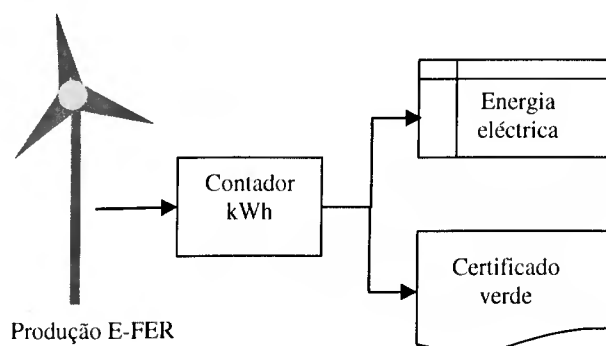 Energia
eléctrica
Contador
kWh
Certificado
verde
Produção E-FER